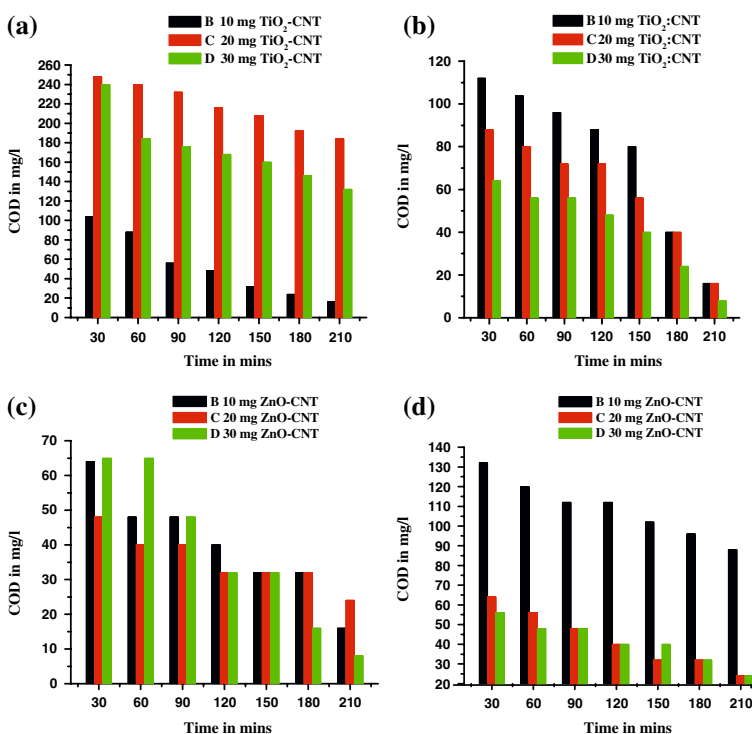 (a)
B 10 mg TiO₂-CNT
C 20 mg TiO₂-CNT
D 30 mg TiO₂-CNT
260
240
220
200
180
160
140
120
100
80
60
40
20
0
COD in mg/l
30 60 90 120 150 180 210
Time in mins
(b)
B 10 mg TiO₂:CNT
C 20 mg TiO₂:CNT
D 30 mg TiO₂:CNT
120
100
80
60
40
20
0
COD in mg/l
30 60 90 120 150 180 210
Time in mins
(c)
B 10 mg ZnO-CNT
C 20 mg ZnO-CNT
D 30 mg ZnO-CNT
70
60
50
40
30
20
10
0
COD in mg/l
30 60 90 120 150 180 210
Time in mins
(d)
B 10 mg ZnO-CNT
C 20 mg ZnO-CNT
D 30 mg ZnO-CNT
140
130
120
110
100
90
80
70
60
50
40
30
20
COD in mg/l
30 60 90 120 150 180 210
Time in mins